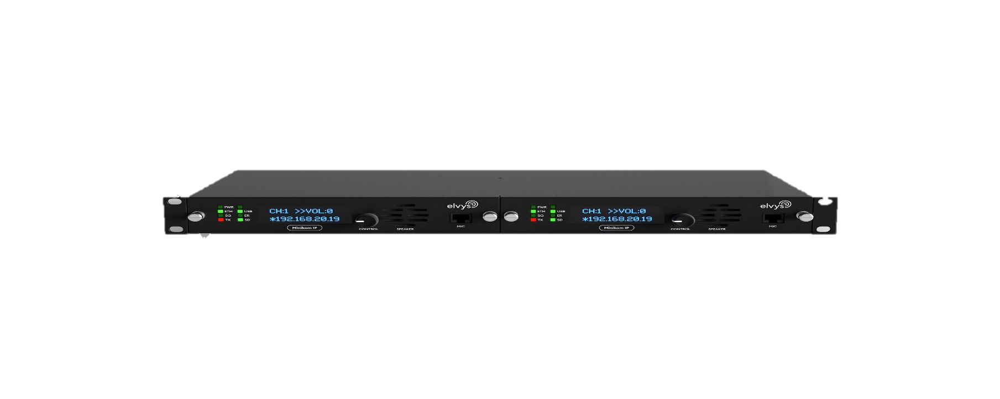 PWR
ETH USB
SQ ER
TX SD
CH:1 >>VOL:0
*192.168.20.19
Minikom IP
CONTROL
SPEAKER
elvys
MIC
PWR
ETH USB
SQ ER
TX SD
CH:1 >>VOL:0
*192.168.20.19
Minikom IP
CONTROL
SPEAKER
elvys
MIC